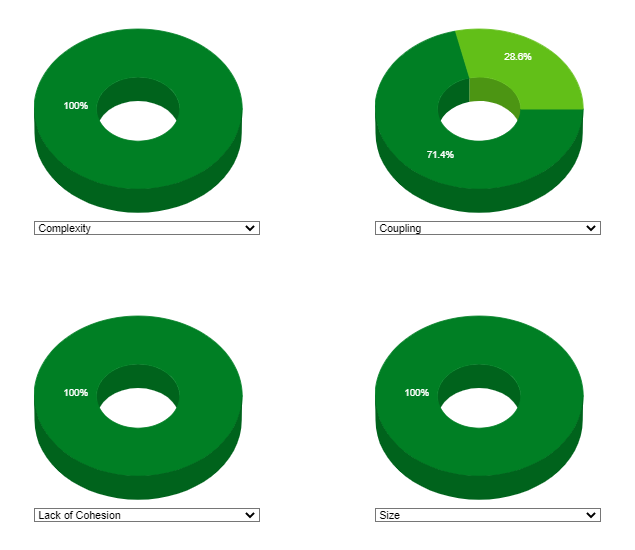 100%
28.6%
71.4%
Complexity
Coupling
100%
100%
Lack of Cohesion
Size